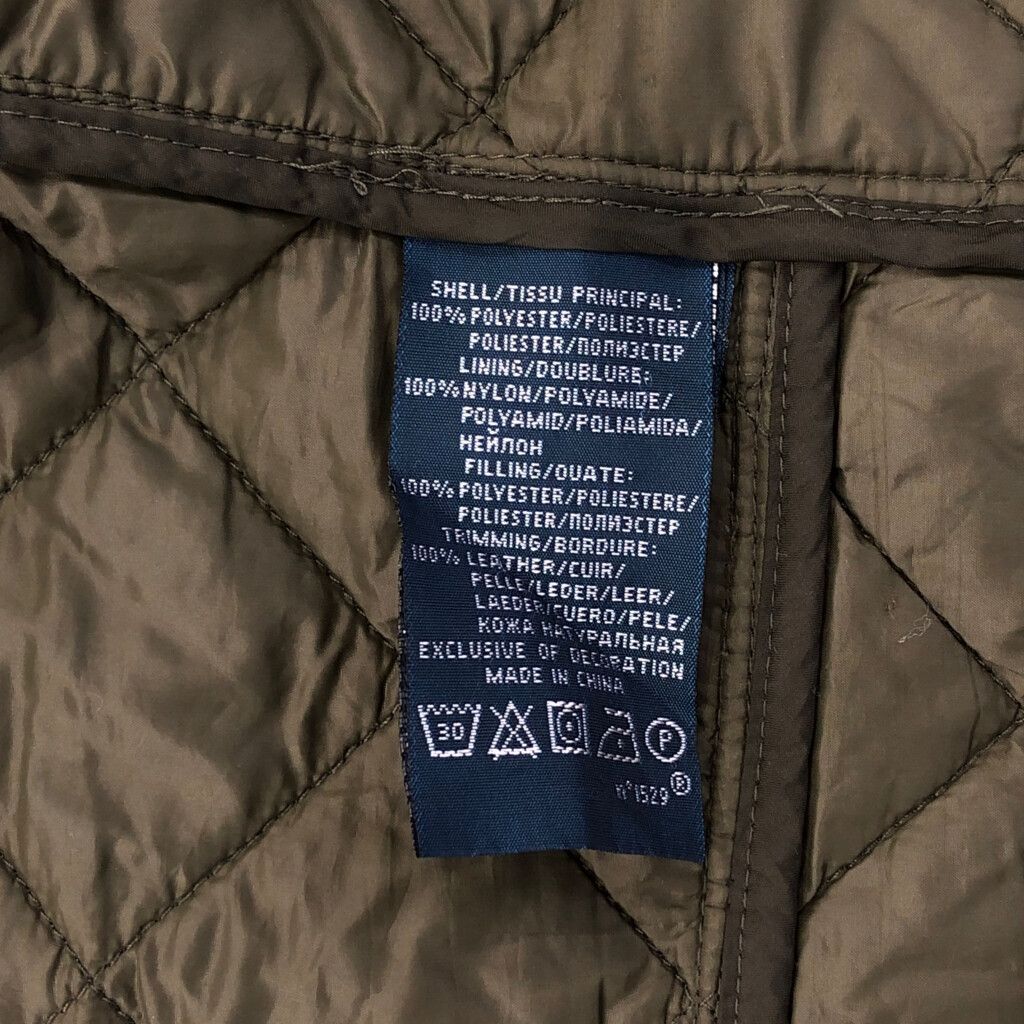 SHELL/TISSU PRINCIPAL:
100% POLYESTER/POLIESTERE/
POLIESTER/ПОЛИЭСТЕР
LINING/DOUBLURE:
100% NYLON/POLYAMIDE/
POLYAMID/POLIAMIDA/
НЕЙЛОН
FILLING/OUATE:
100% POLYESTER/POLIESTERE/
POLIESTER/ПОЛИЭСТЕР
TRIMMING/BORDURE:
100% LEATHER/CUIR/
PELLE/LEDER/LEER/
LAEDER/CUERO/PELE/
КОЖА НАТУРАЛЬНАЯ
EXCLUSIVE OF DECORATION
MADE IN CHINA
30 P
n°1529®